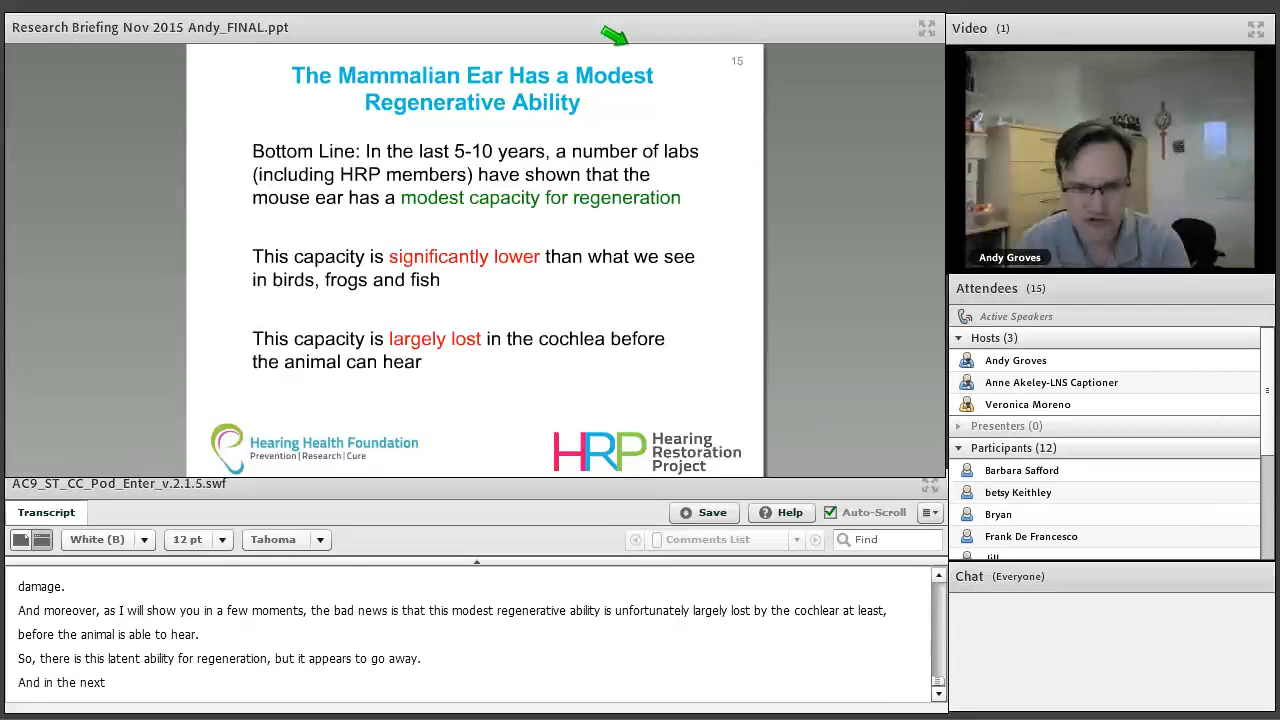 Research Briefing Nov 2015 Andy_FINAL.ppt
15
The Mammalian Ear Has a Modest
Regenerative Ability
Bottom Line: In the last 5-10 years, a number of labs
(including HRP members) have shown that the
mouse ear has a modest capacity for regeneration
This capacity is significantly lower than what we see
in birds, frogs and fish
This capacity is largely lost in the cochlea before
the animal can hear
Hearing Health Foundation
Prevention|Research|Cure
HRP
Hearing
Restoration
Project
Video (1)
Andy Groves
Attendees (15)
Active Speakers
Hosts (3)
Andy Groves
Anne Akeley-LNS Captioner
Veronica Moreno
Presenters (0)
Participants (12)
Barbara Safford
betsy Keithley
Bryan
Frank De Francesco
Jill
Chat (Everyone)
AC9_ST_CC_Pod_Enter_v.2.1.5.swf
Transcript
Save
Help
Auto-Scroll
White (B)
12 pt
Tahoma
Comments List
Find
damage.
And moreover, as I will show you in a few moments, the bad news is that this modest regenerative ability is unfortunately largely lost by the cochlear at least,
before the animal is able to hear.
So, there is this latent ability for regeneration, but it appears to go away.
And in the next